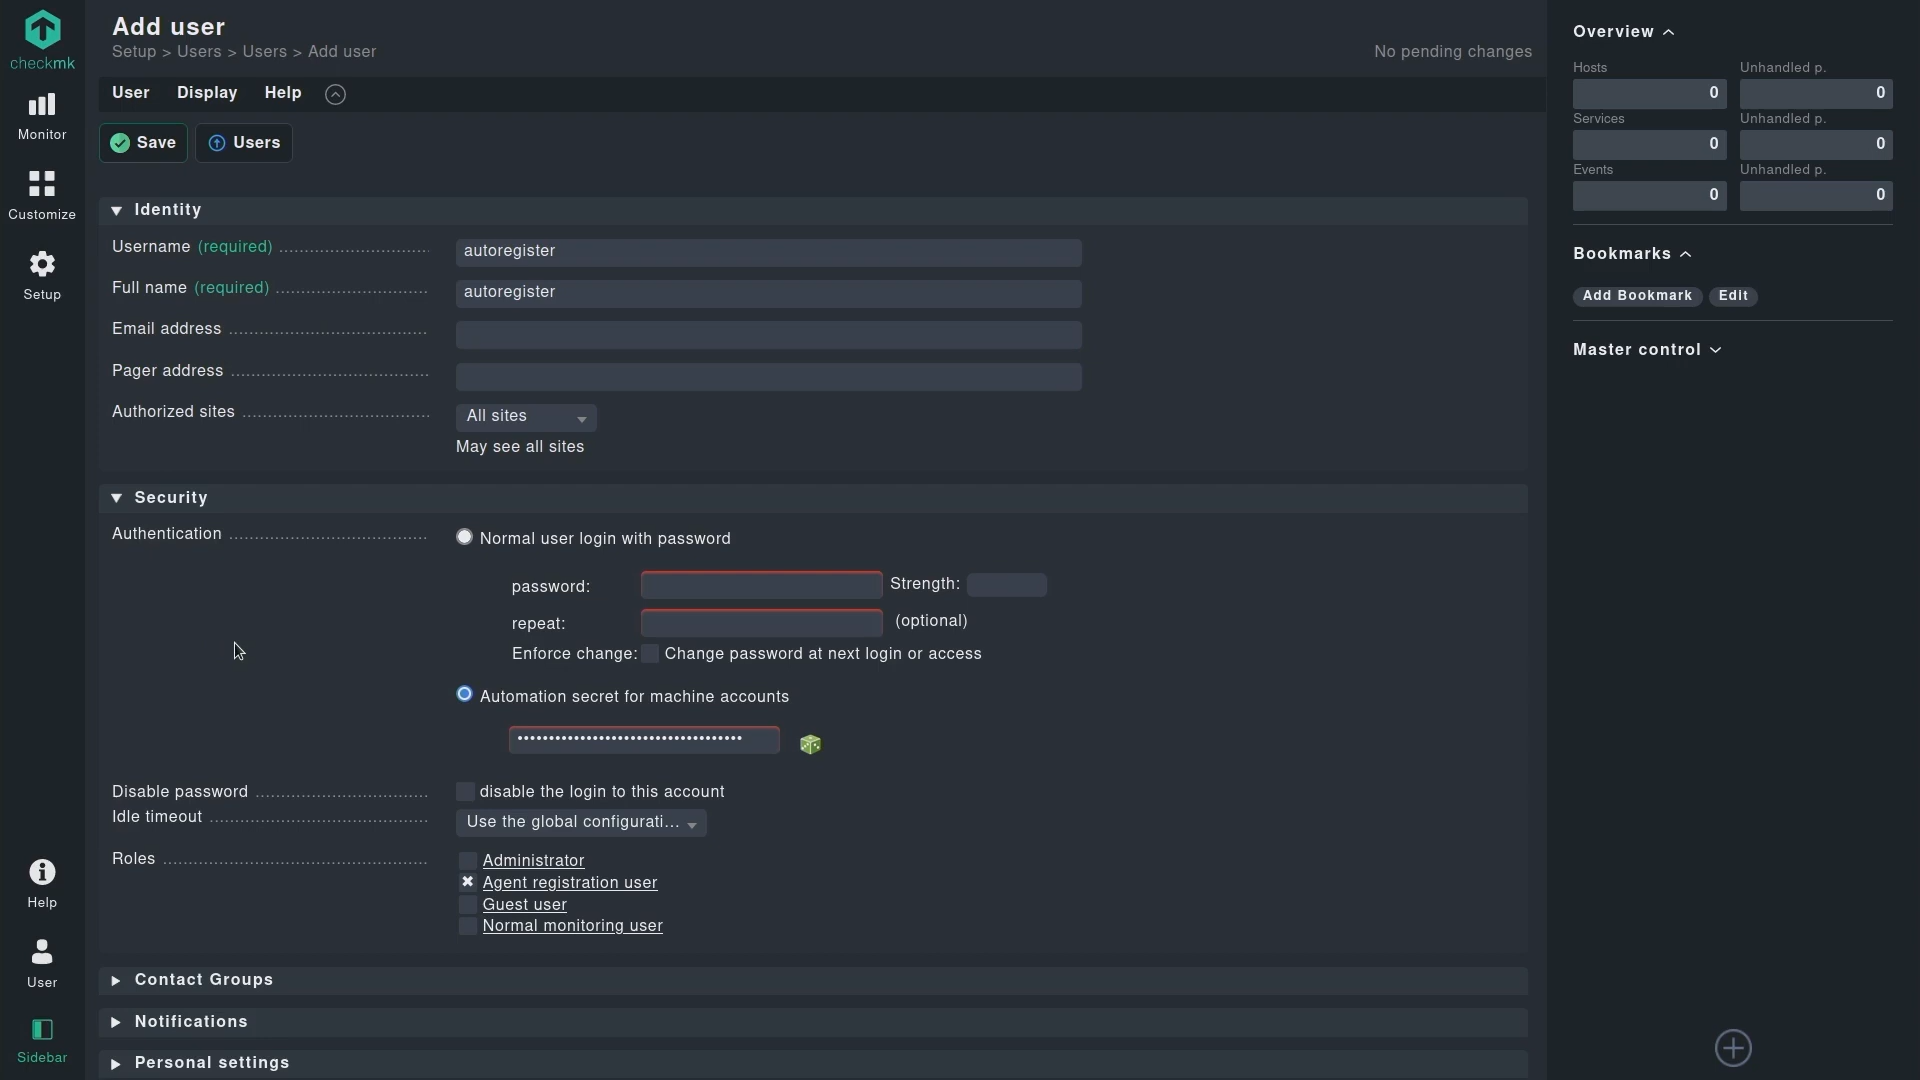 checkmk
Monitor
Customize
Setup
Help
User
Sidebar
Add user
Setup > Users > Users > Add user
No pending changes
User Display Help
Save Users
Identity
Username (required)
autoregister
Full name (required)
autoregister
Email address
Pager address
Authorized sites
All sites
May see all sites
Security
Authentication
Normal user login with password
password:
Strength:
repeat:
(optional)
Enforce change: Change password at next login or access
Automation secret for machine accounts
Disable password
disable the login to this account
Idle timeout
Use the global configurati...
Roles
Administrator
Agent registration user
Guest user
Normal monitoring user
Contact Groups
Notifications
Personal settings
Overview
Hosts Unhandled p.
0 0
Services Unhandled p.
0 0
Events Unhandled p.
0 0
Bookmarks
Add Bookmark Edit
Master control